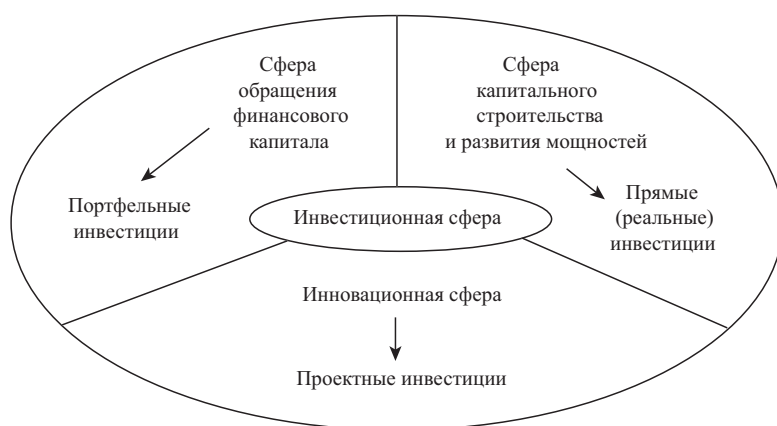 Сфера
обращения
финансового
капитала
Портфельные
инвестиции
Сфера
капитального
строительства
и развития мощностей
Прямые
(реальные)
инвестиции
Инвестиционная сфера
Инновационная сфера
Проектные инвестиции